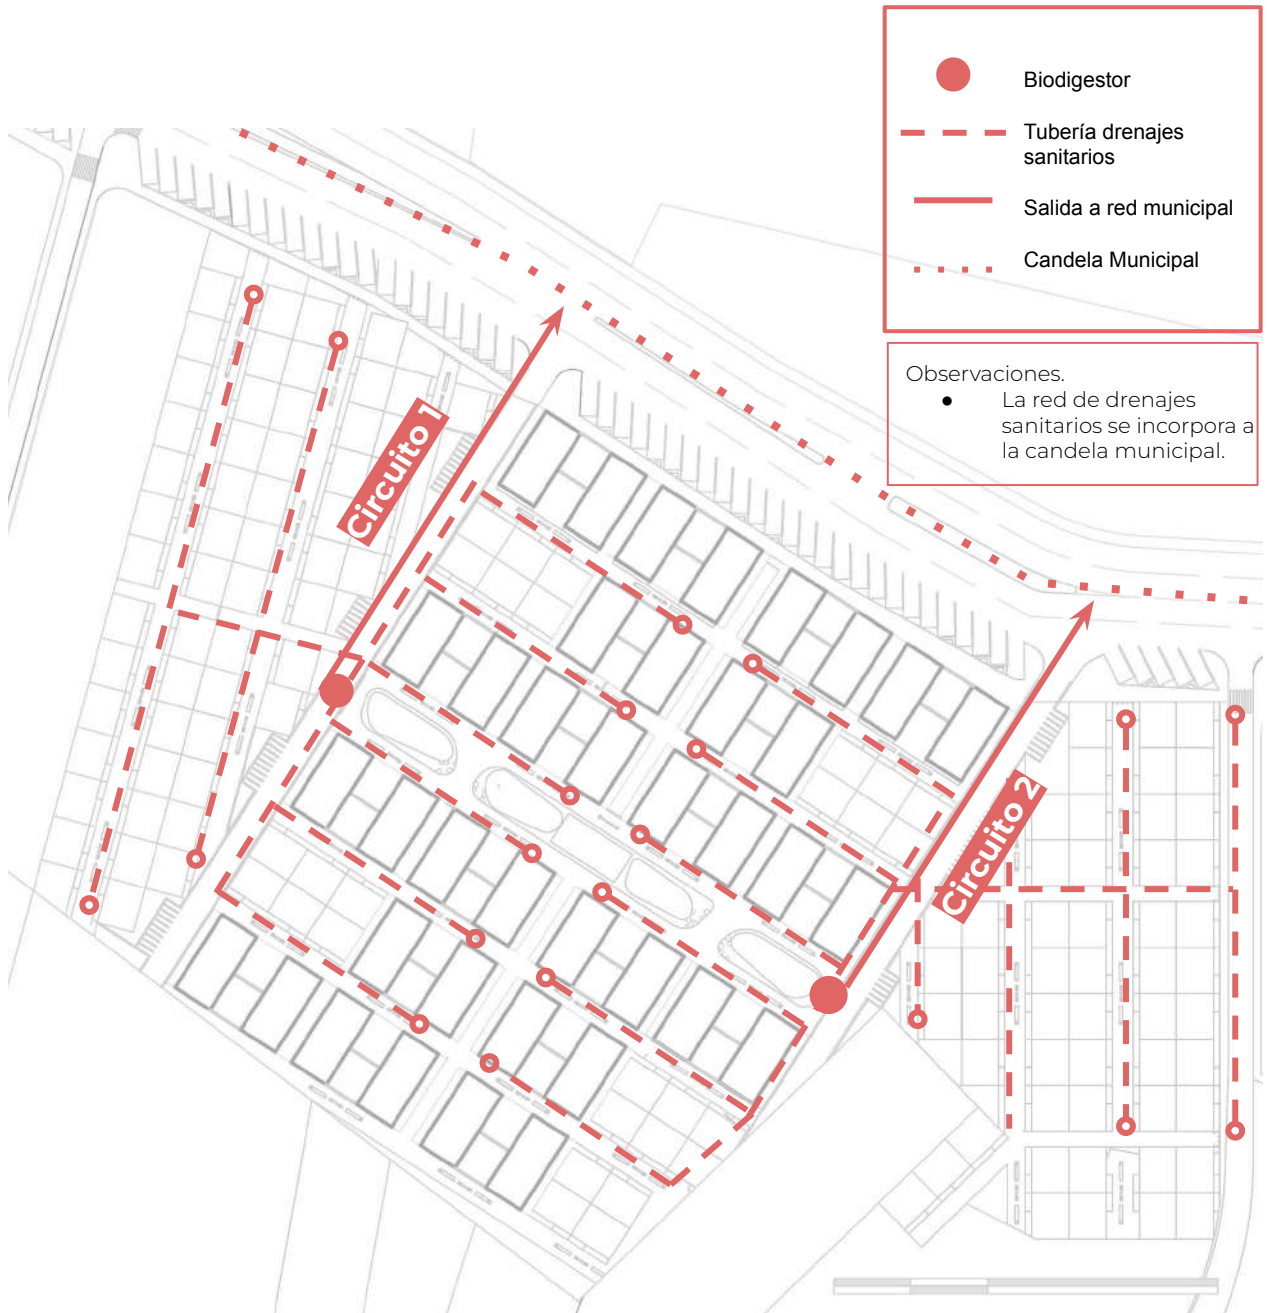 Biodigestor
Tubería drenajes
sanitarios
Salida a red municipal
Candela Municipal
Observaciones.
● La red de drenajes
sanitarios se incorpora a
la candela municipal.
Circuito 1
Circuito 2